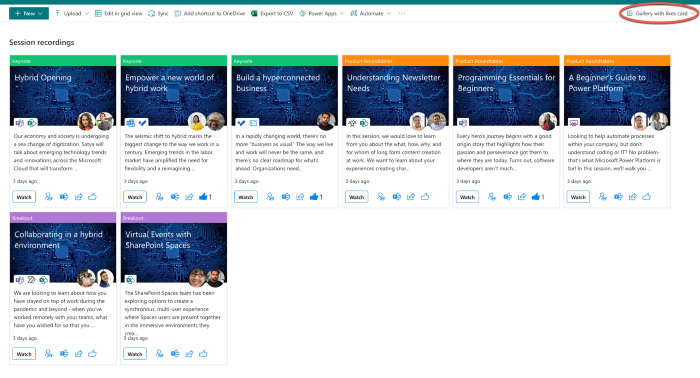 New
Upload
Edit in grid view
Sync
Add shortcut to OneDrive
Export to CSV
Power Apps
Automate
Gallery with likes card
Session recordings
Keynote
Hybrid Opening
-
Our economy and society is undergoing
a sea change of digitization. Satya will
talk about emerging technology trends
and innovations across the Microsoft
Cloud that will transform ...
3 days ago
Watch
Keynote
Empower a new world of
hybrid work
The seismic shift to hybrid marks the
biggest change to the way we work in a
century. Emerging trends in the labor
market have amplified the need for
flexibility and a reimagining ...
3 days ago
Watch
1
Keynote
Build a hyperconnected
business
In a rapidly changing world, there's no
more "business as usual." The way we live
and work will never be the same, and
there's no clear roadmap for what's
ahead. Organizations need..
3 days ago
Watch
1
Product Roundtables
Understanding Newsletter
Needs
In this session, we would love to learn
from you about the what, how, why, and
for whom of long form content creation
at work. We want to learn about your
experiences creating shar...
3 days ago
Watch
Product Roundtables
Programming Essentials for
Beginners
Every hero's journey begins with a good
origin story that highlights how their
passion and perseverance got them to
where they are today. Turns out, software
developers aren't much...
3 days ago
Watch
1
Product Roundtables
A Beginner's Guide to
Power Platform
Looking to help automate processes
within your company, but don't
understand coding or IT? No problem-
that's what Microsoft Power Platform is
for! In this session, we'll walk you ...
3 days ago
Watch
Breakout
Collaborating in a hybrid
environment
We are looking to learn about how you
have stayed on top of work during the
pandemic and beyond - when you've
worked remotely with your teams, what
have you wished for so that you ...
3 days ago
Watch
Breakout
Virtual Events with
SharePoint Spaces
The SharePoint Spaces team has been
exploring options to create a
synchronous, multi-user experience
where Spaces users are present together
in the immersive environments they
crea...
3 days ago
Watch